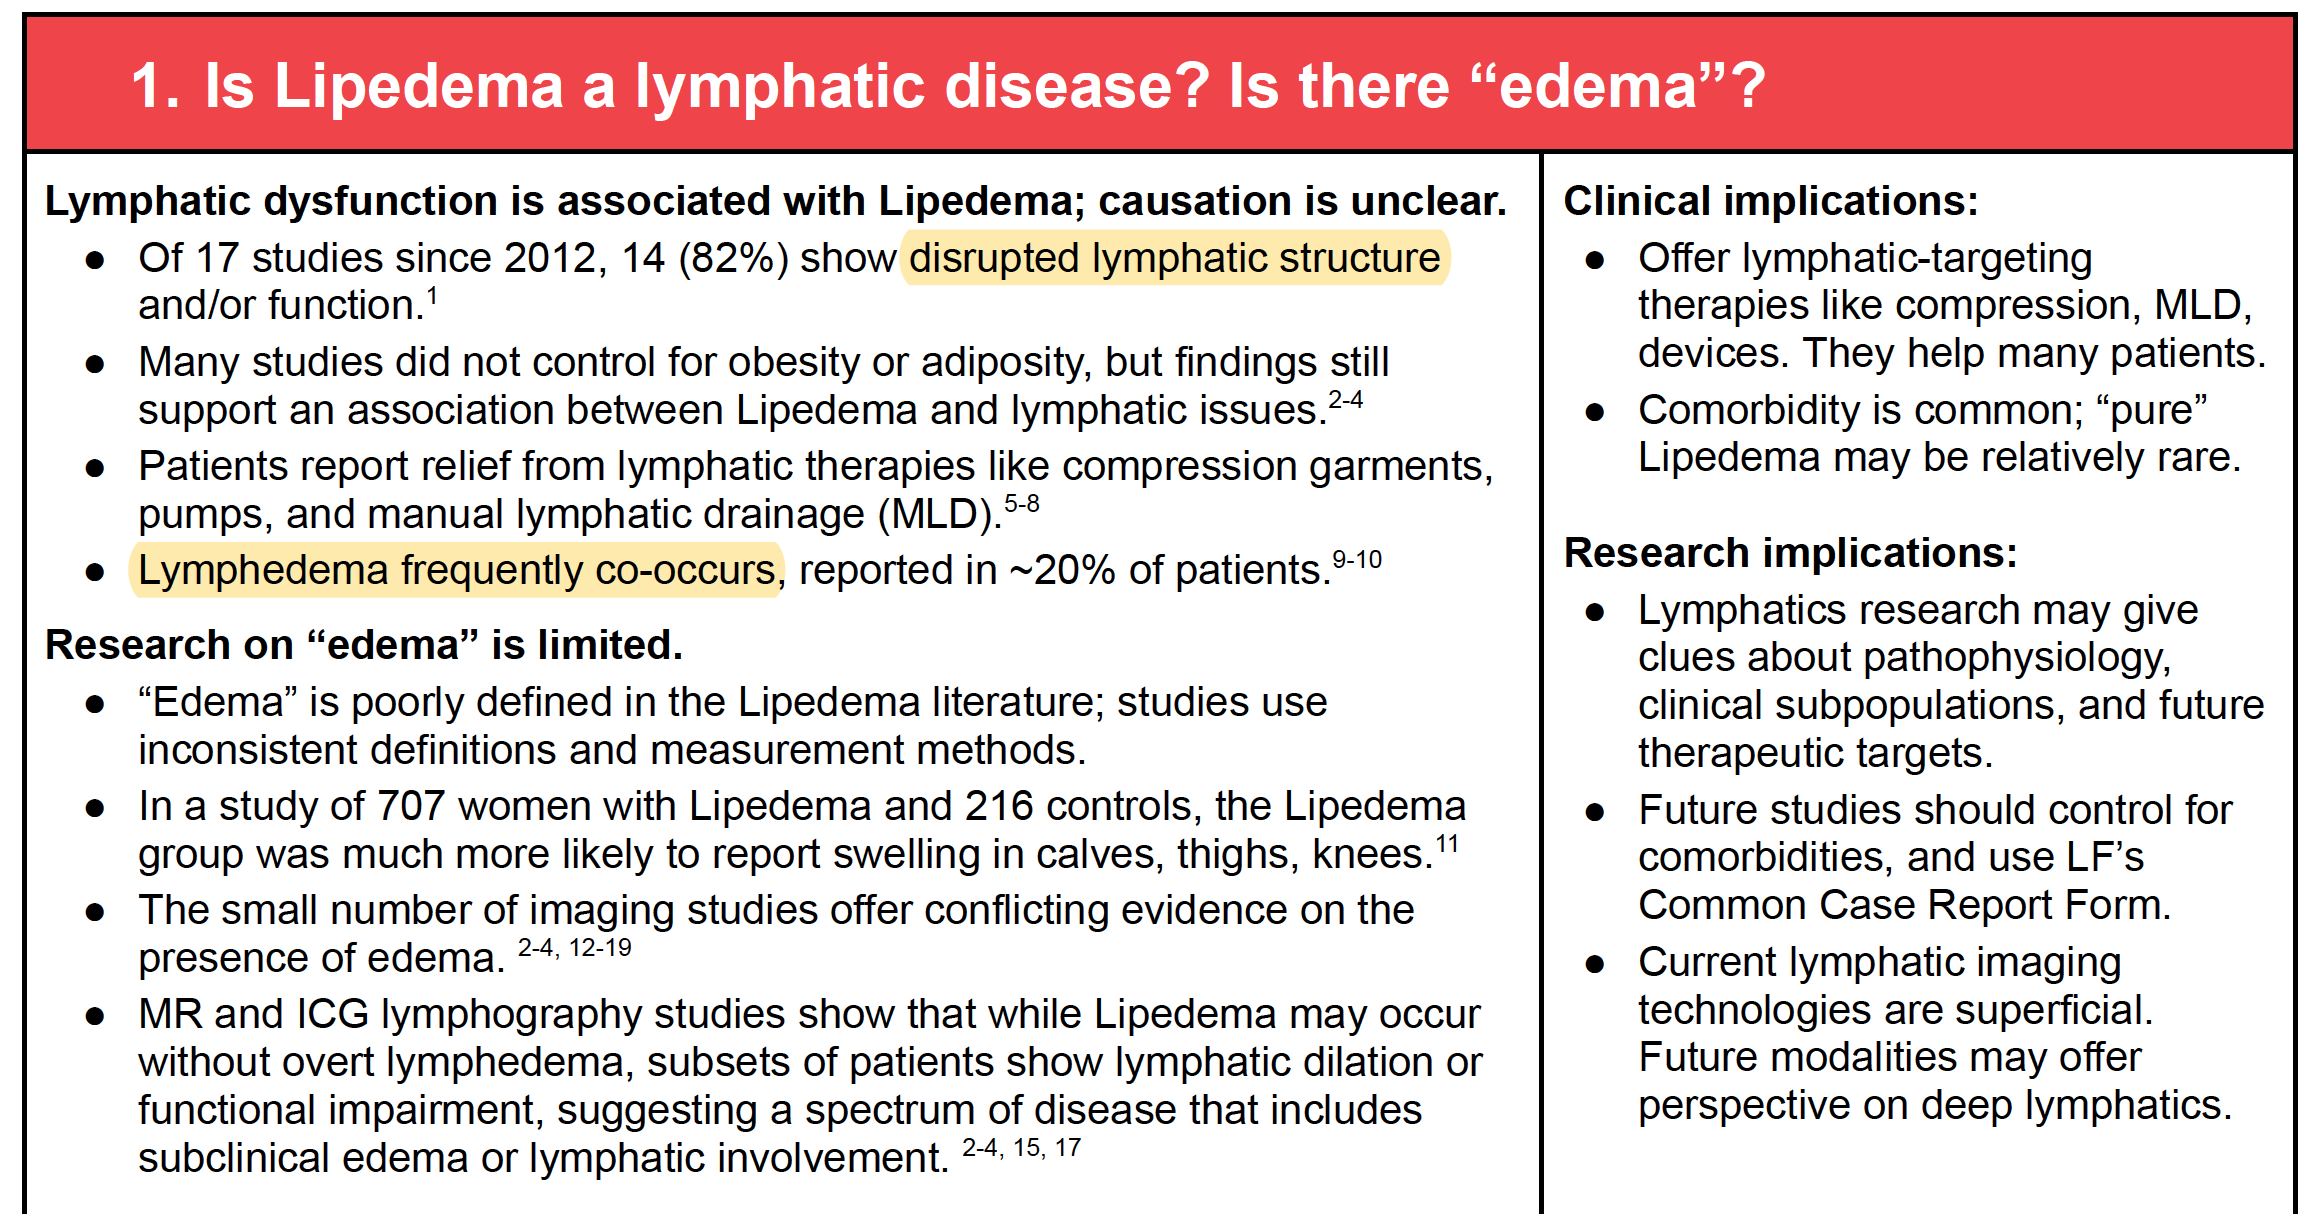 1. Is Lipedema a lymphatic disease? Is there “edema”?
Lymphatic dysfunction is associated with Lipedema; causation is unclear.
● Of 17 studies since 2012, 14 (82%) show disrupted lymphatic structure
and/or function.1
● Many studies did not control for obesity or adiposity, but findings still
support an association between Lipedema and lymphatic issues.2-4
● Patients report relief from lymphatic therapies like compression garments,
pumps, and manual lymphatic drainage (MLD).5-8
● Lymphedema frequently co-occurs, reported in ~20% of patients.9-10
Research on “edema” is limited.
● “Edema” is poorly defined in the Lipedema literature; studies use
inconsistent definitions and measurement methods.
● In a study of 707 women with Lipedema and 216 controls, the Lipedema
group was much more likely to report swelling in calves, thighs, knees.11
● The small number of imaging studies offer conflicting evidence on the
presence of edema. 2-4, 12-19
● MR and ICG lymphography studies show that while Lipedema may occur
without overt lymphedema, subsets of patients show lymphatic dilation or
functional impairment, suggesting a spectrum of disease that includes
subclinical edema or lymphatic involvement. 2-4, 15, 17
Clinical implications:
● Offer lymphatic-targeting
therapies like compression, MLD,
devices. They help many patients.
● Comorbidity is common; “pure”
Lipedema may be relatively rare.
Research implications:
● Lymphatics research may give
clues about pathophysiology,
clinical subpopulations, and future
therapeutic targets.
● Future studies should control for
comorbidities, and use LF’s
Common Case Report Form.
● Current lymphatic imaging
technologies are superficial.
Future modalities may offer
perspective on deep lymphatics.